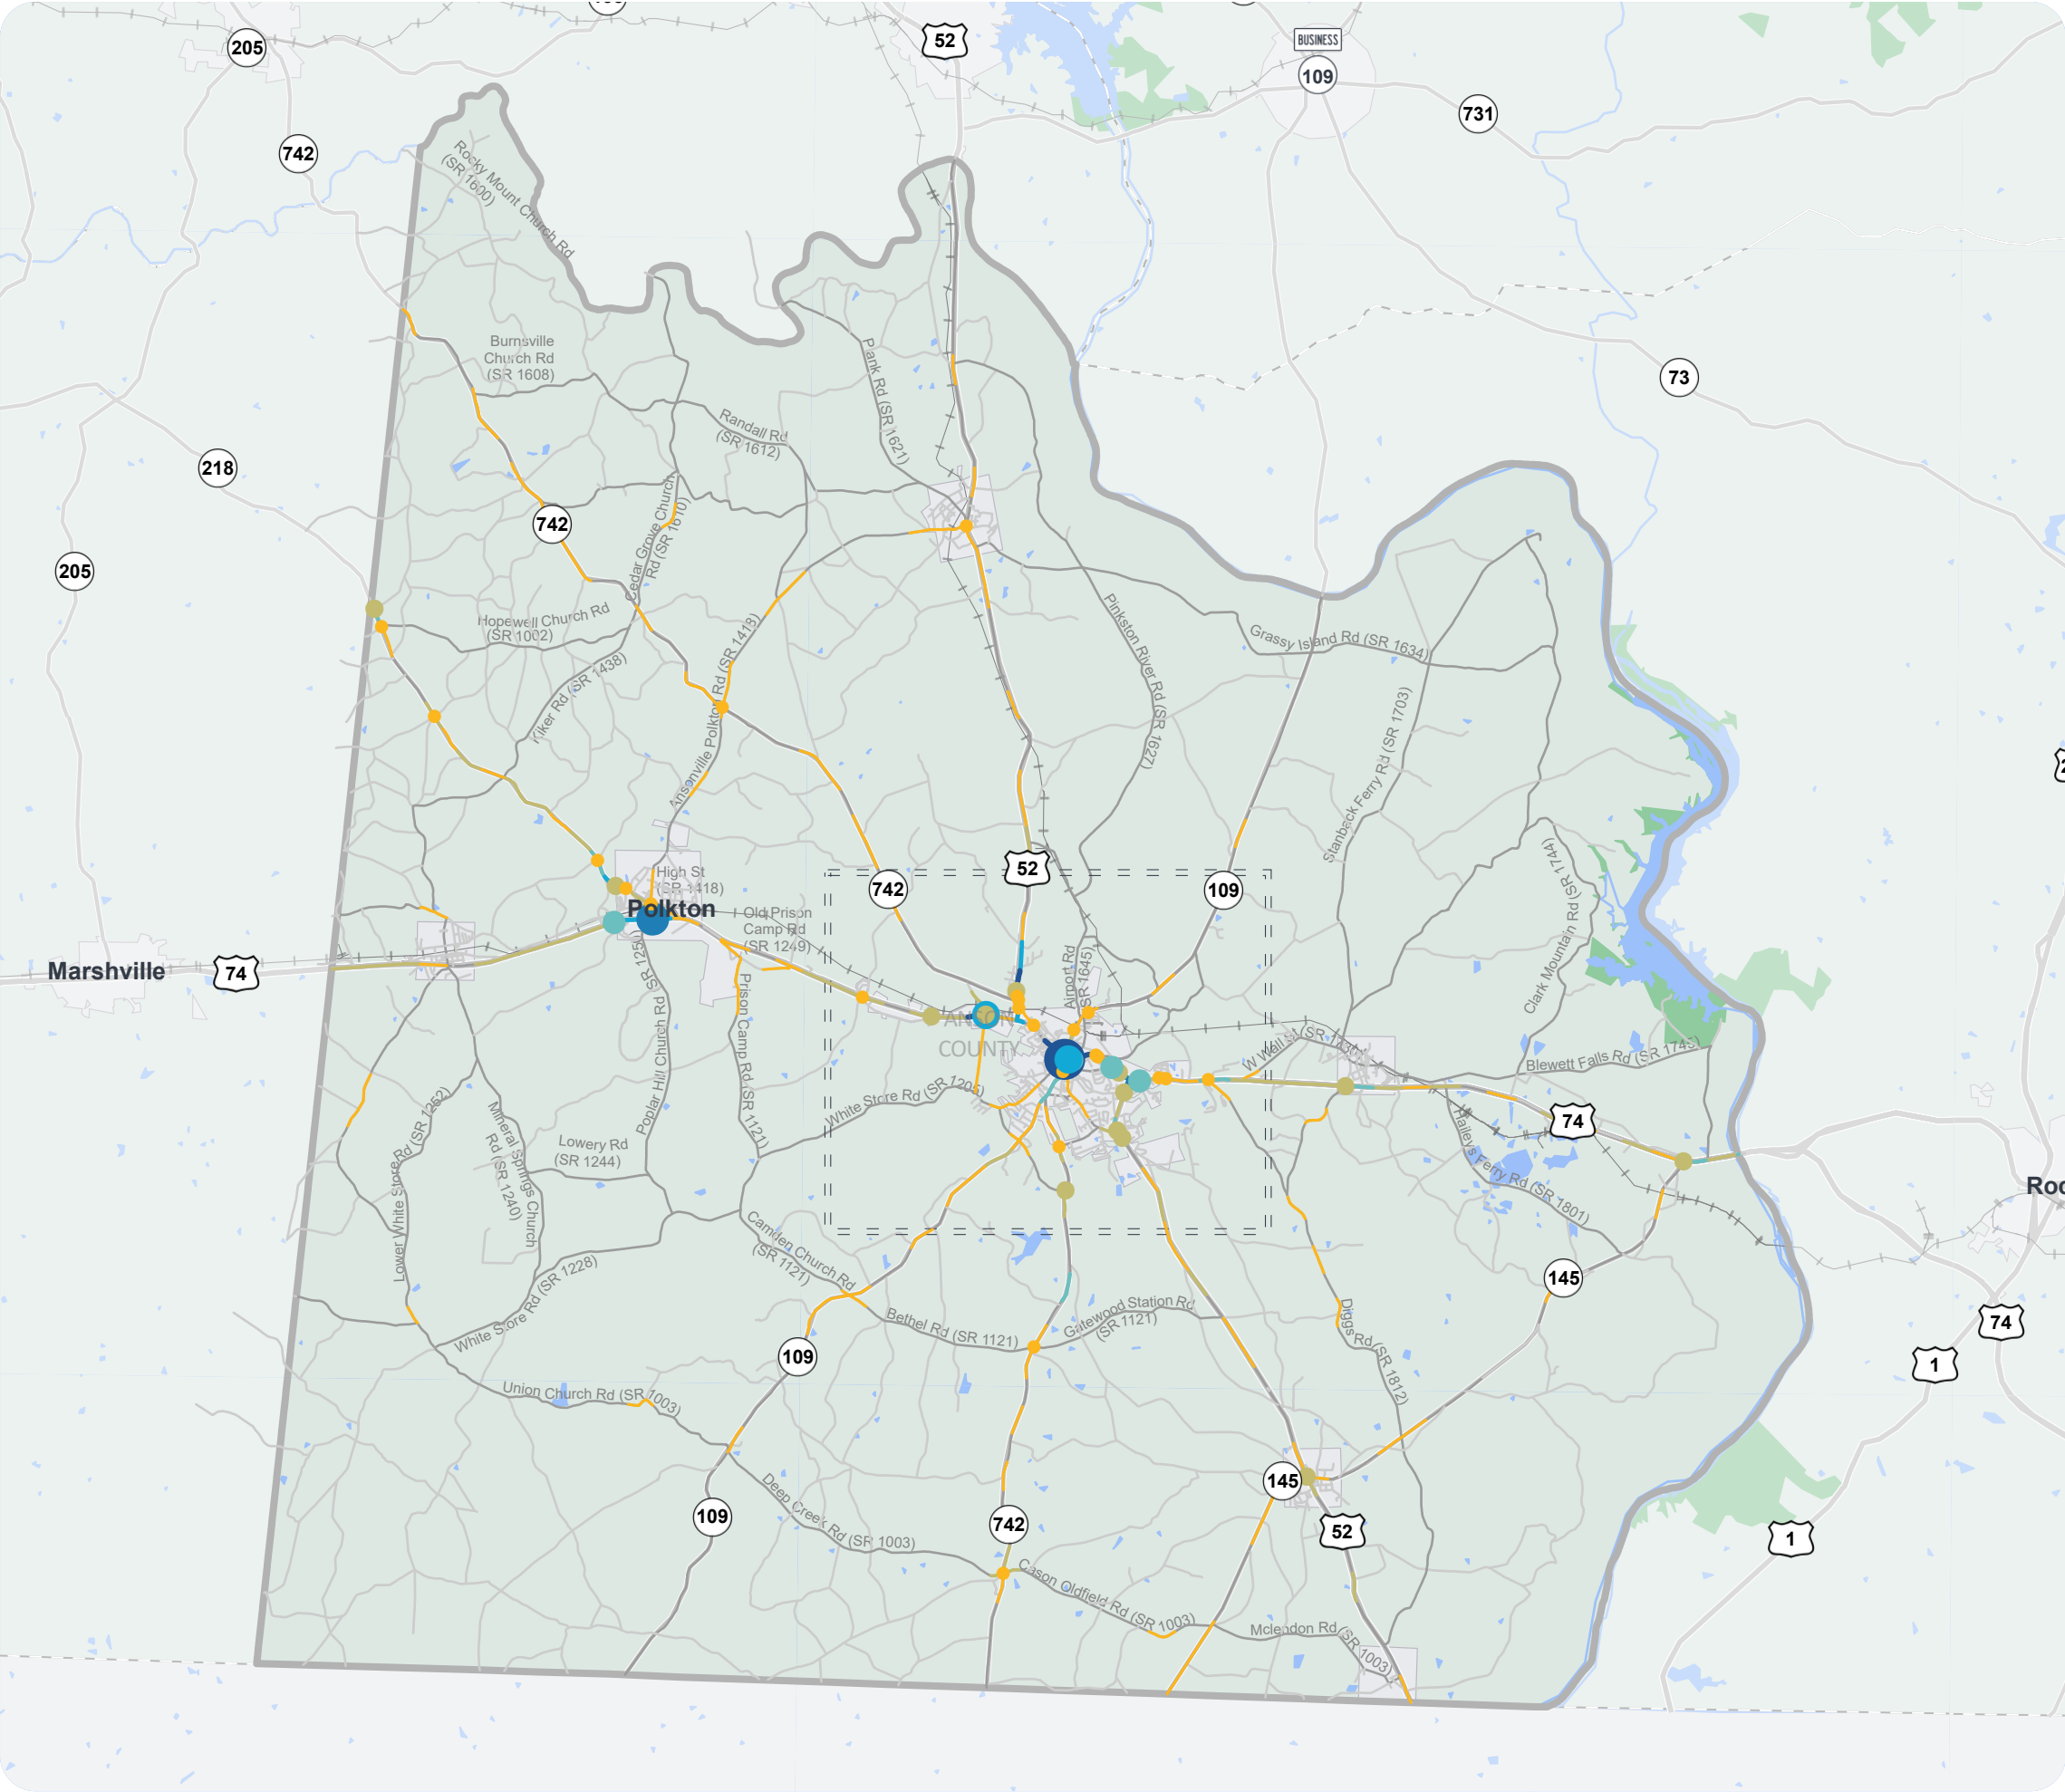 52
BUSINESS
109
205
731
742
Rocky Mount Church Rd
(SR 1600)
Burnsville
Church Rd
(SR 1608)
Plank Rd (SR 1621)
73
Randall Rd
(SR 1612)
218
742
Cedar Grove Church
Rd (SR 1610)
205
Hopewell Church Rd
(SR 1002)
Pinkston River Rd (SR 1627)
Grassy Island Rd (SR 1634)
Kiker Rd (SR 1438)
Ansonville Polkton Rd (SR 1418)
Stanback Ferry Rd (SR 1703)
52
742
109
High St
(SR 1418)
Polkton
Old Prison
Camp Rd
(SR 1249)
Clark Mountain Rd (SR 1744)
Marshville
74
Airport Rd
(SR 1645)
ANSON
COUNTY
W Wall St (SR 1730)
Blewett Falls Rd (SR 1745)
Prison Camp Rd (SR 1121)
Poplar Hill Church Rd
White Store Rd (SR 1205)
74
Haileys Ferry Rd (SR 1801)
Lower White Store Rd (SR 1252)
Mineral Springs Church
Rd (SR 1240)
Lowery Rd
(SR 1244)
Camden Church Rd
(SR 1121)
White Store Rd (SR 1228)
145
Bethel Rd (SR 1121)
Gatewood Station Rd
(SR 1121)
Diggs Rd (SR 1812)
74
1
109
Union Church Rd (SR 1003)
109
Deep Creek Rd (SR 1003)
742
145
52
1
Cason Oldfield Rd (SR 1003)
Mclendon Rd (SR 1003)